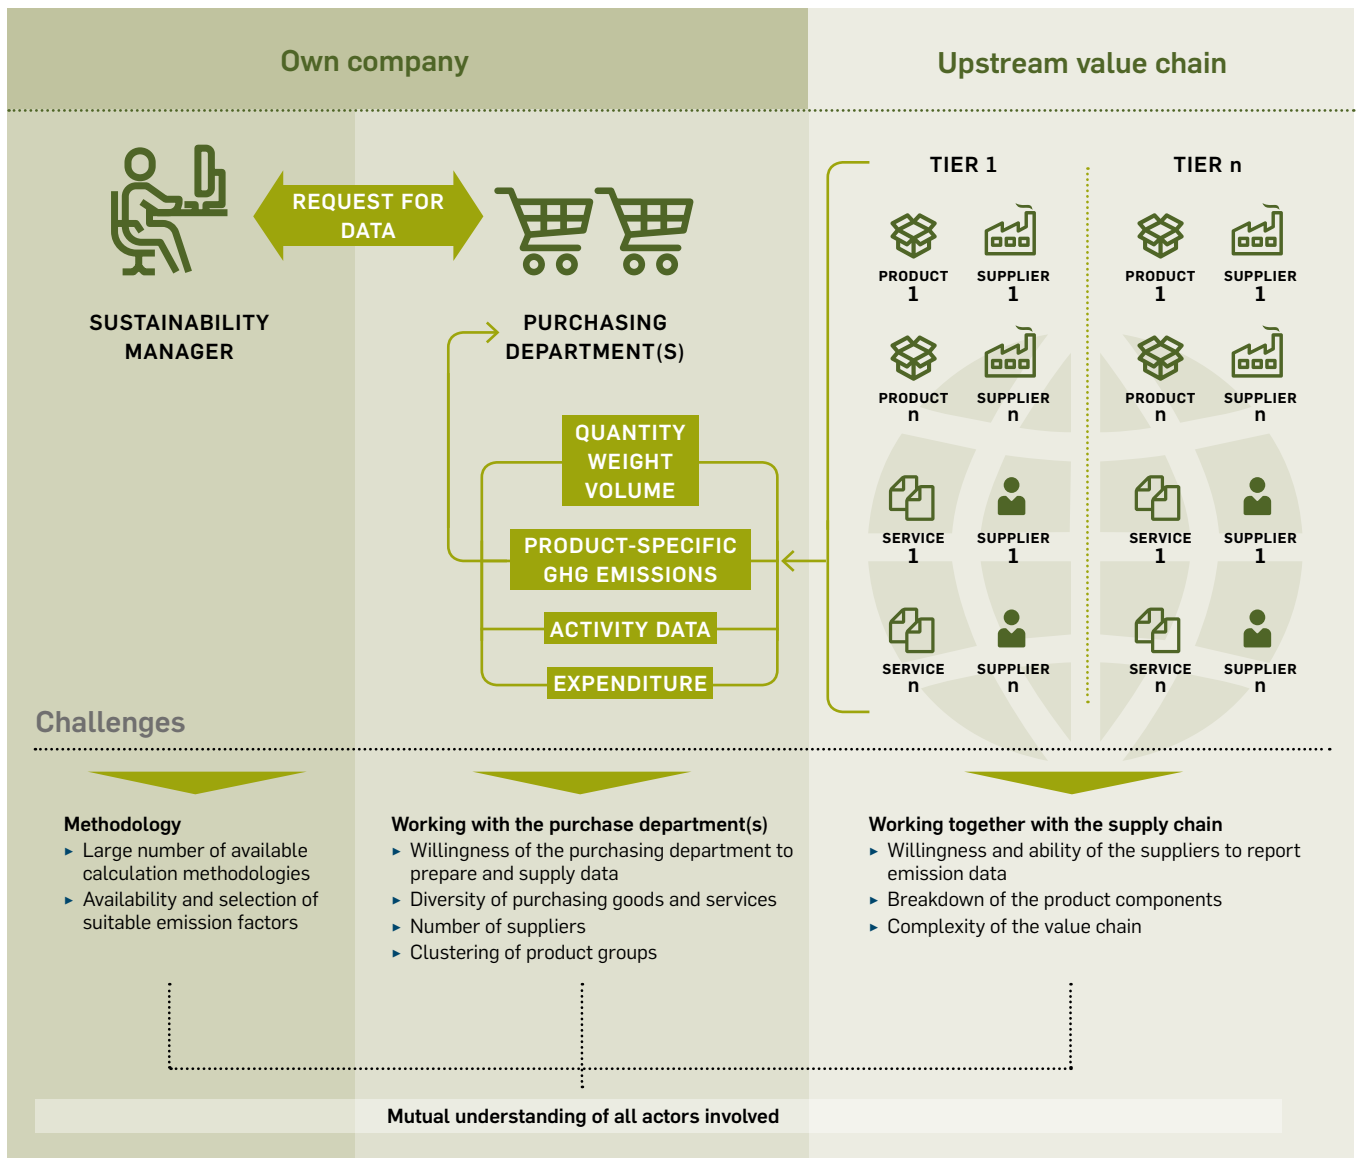 Own company
Upstream value chain
REQUEST FOR
DATA
SUSTAINABILITY
MANAGER
PURCHASING
DEPARTMENT(S)
QUANTITY
WEIGHT
VOLUME
PRODUCT-SPECIFIC
GHG EMISSIONS
ACTIVITY DATA
EXPENDITURE
TIER 1
TIER n
PRODUCT
1
SUPPLIER
1
PRODUCT
1
SUPPLIER
1
PRODUCT
n
SUPPLIER
n
PRODUCT
n
SUPPLIER
n
SERVICE
1
SUPPLIER
1
SERVICE
1
SUPPLIER
1
SERVICE
n
SUPPLIER
n
SERVICE
n
SUPPLIER
n
Challenges
Methodology
▸ Large number of available
calculation methodologies
▸ Availability and selection of
suitable emission factors
Working with the purchase department(s)
▸ Willingness of the purchasing department to
prepare and supply data
▸ Diversity of purchasing goods and services
▸ Number of suppliers
▸ Clustering of product groups
Working together with the supply chain
▸ Willingness and ability of the suppliers to report
emission data
▸ Breakdown of the product components
▸ Complexity of the value chain
Mutual understanding of all actors involved